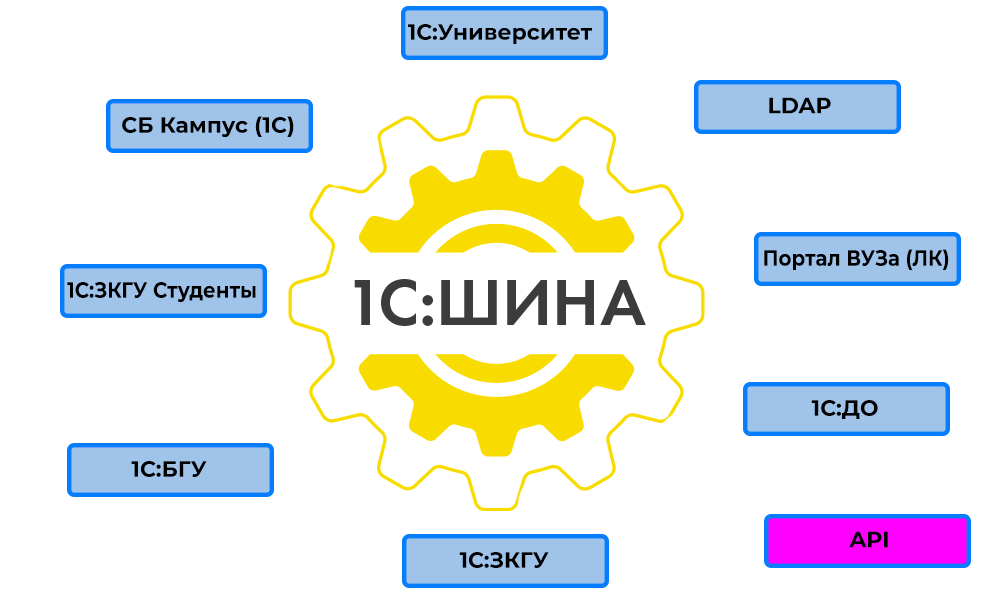 1С:Университет
LDAP
СБ Кампус (1С)
Портал ВУЗа (ЛК)
1С:ЗКГУ Студенты
1С:ШИНА
1С:ДО
1С:БГУ
API
1С:ЗКГУ